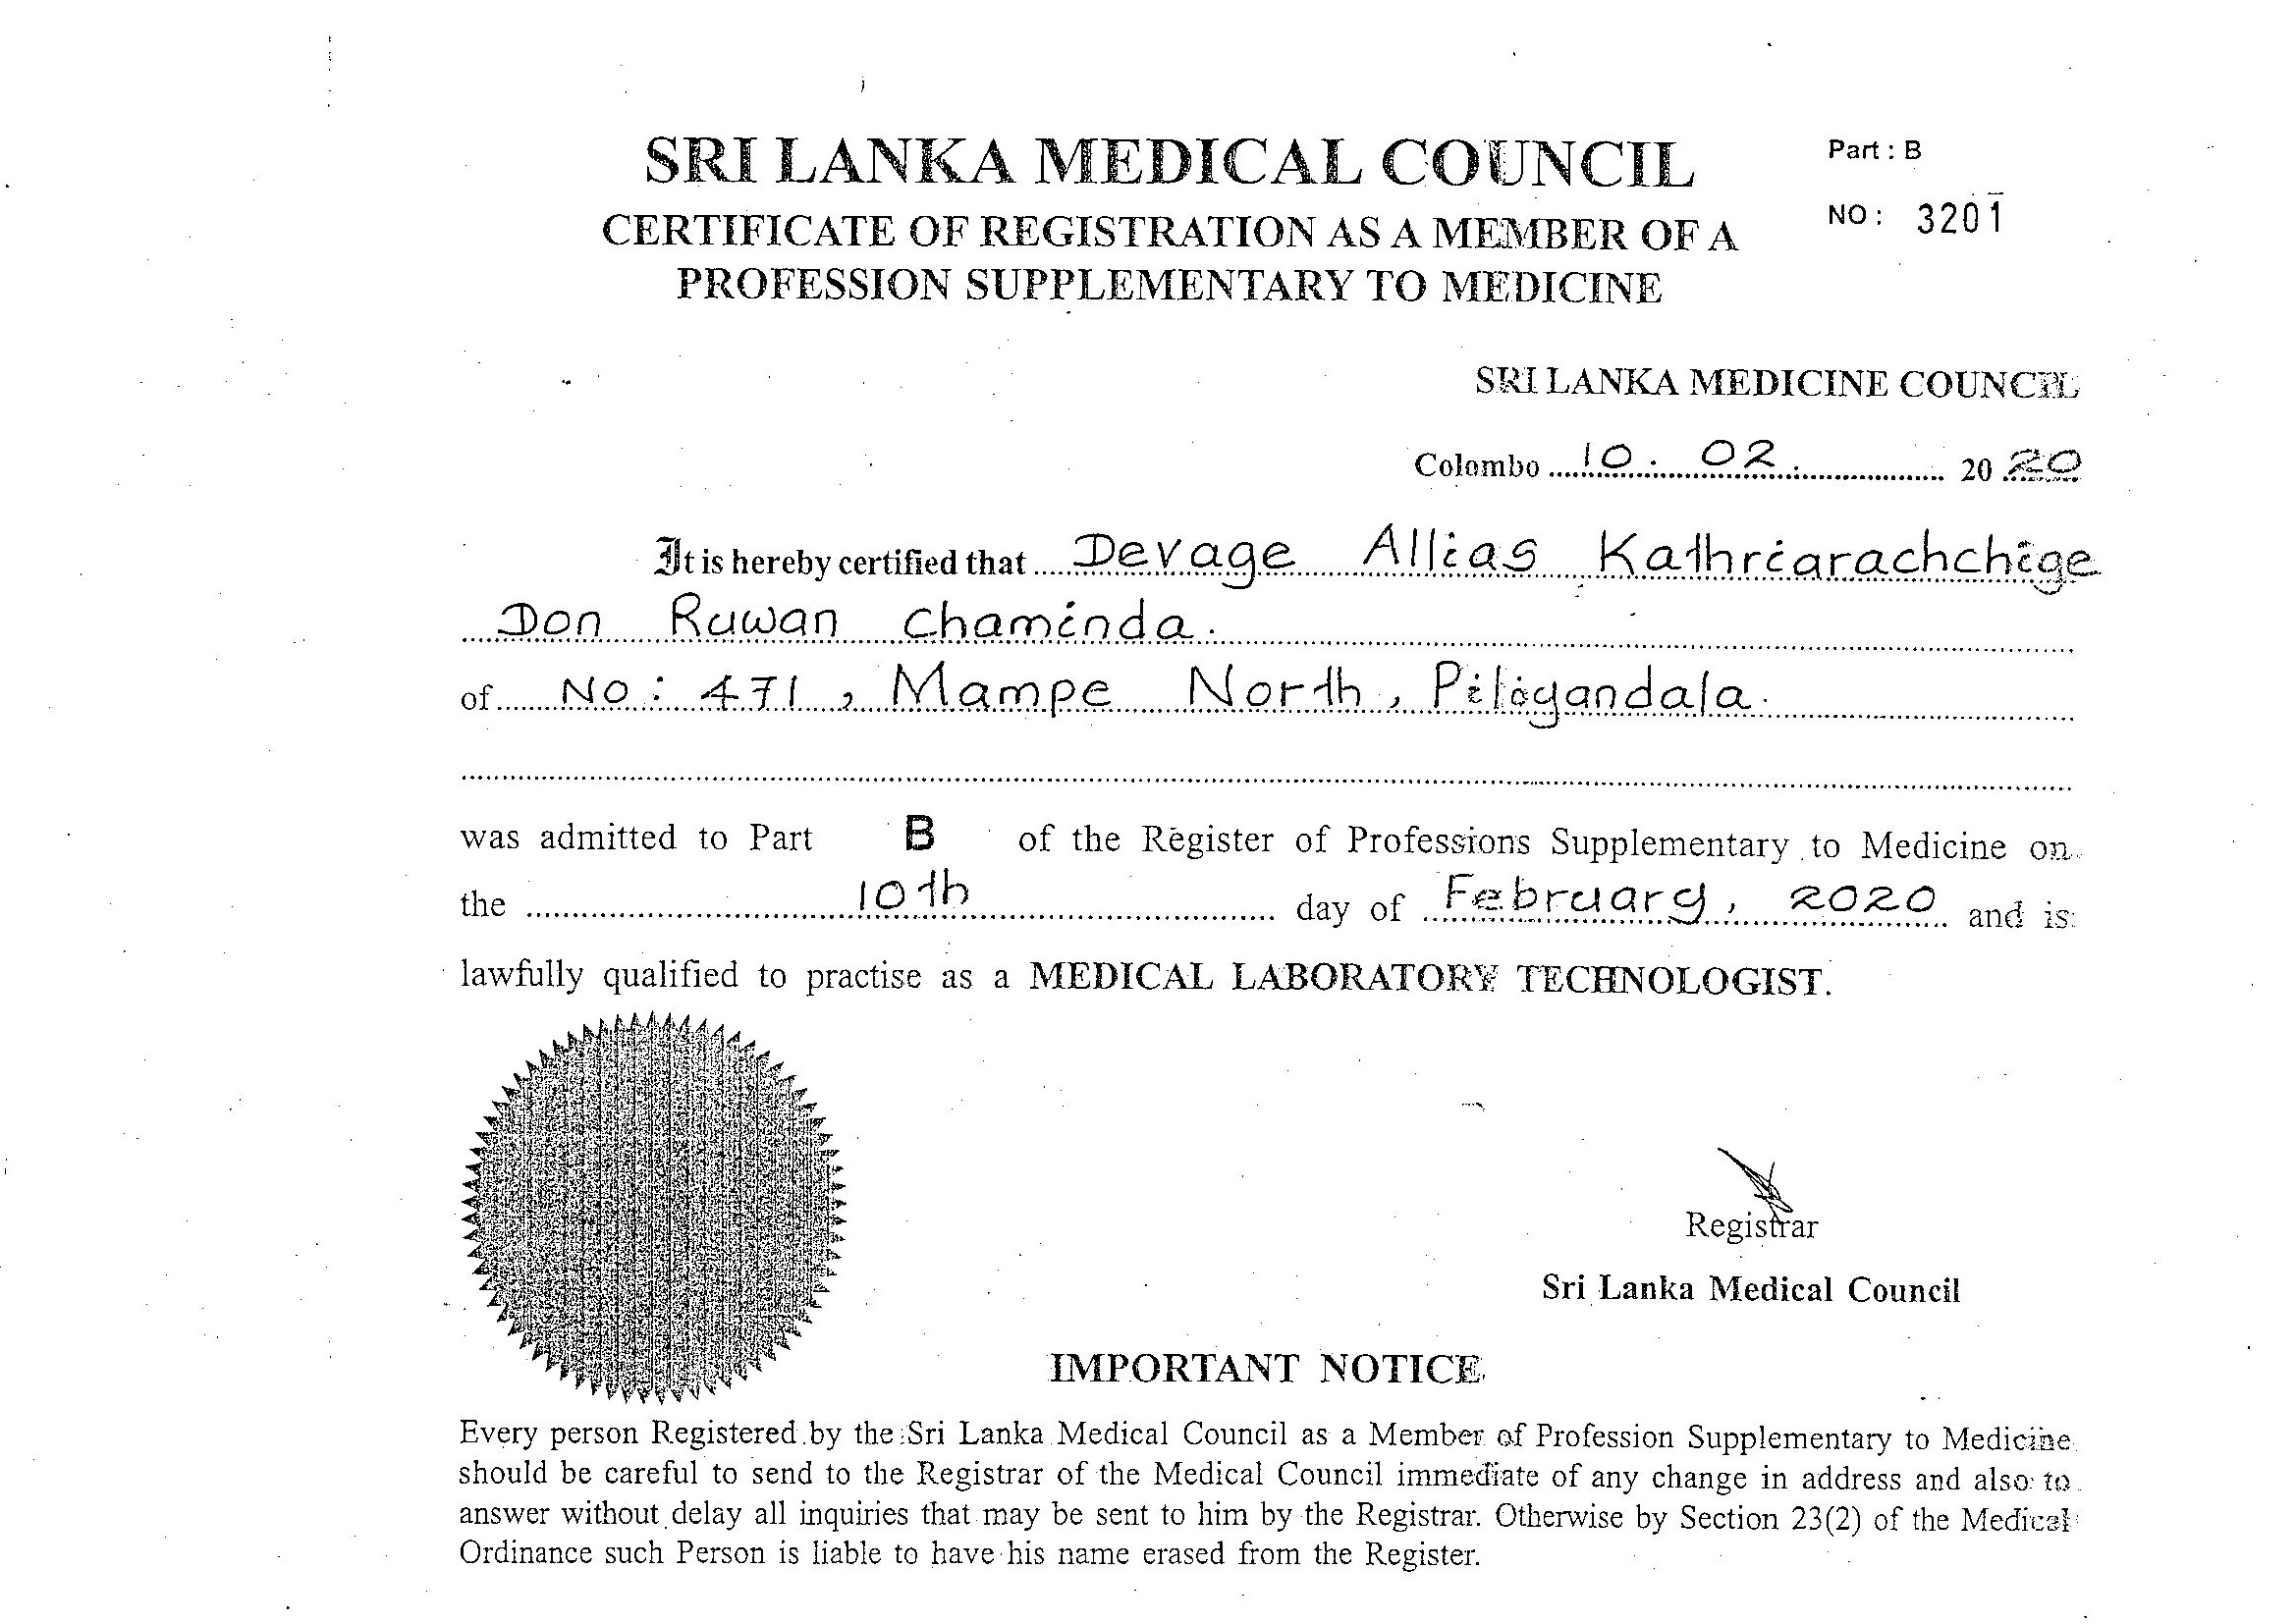 SRI LANKA MEDICAL COUNCIL
Part : B
CERTIFICATE OF REGISTRATION AS A MEMBER OF A
NO : 3201
PROFESSION SUPPLEMENTARY TO MEDICINE
SRI LANKA MEDICINE COUNCIL
Colombo 10. 02. 20 20
It is hereby certified that Devage Allias Kathriarachchige
Don Ruwan Chaminda.
of No: 471, Mampe North, Piliyandala.
was admitted to Part B of the Register of Professions Supplementary to Medicine on
the 10th day of February, 2020 and is
lawfully qualified to practise as a MEDICAL LABORATORY TECHNOLOGIST.
Registrar
Sri Lanka Medical Council
IMPORTANT NOTICE
Every person Registered by the Sri Lanka Medical Council as a Member of Profession Supplementary to Medicine
should be careful to send to the Registrar of the Medical Council immediate of any change in address and also to
answer without delay all inquiries that may be sent to him by the Registrar. Otherwise by Section 23(2) of the Medical
Ordinance such Person is liable to have his name erased from the Register.